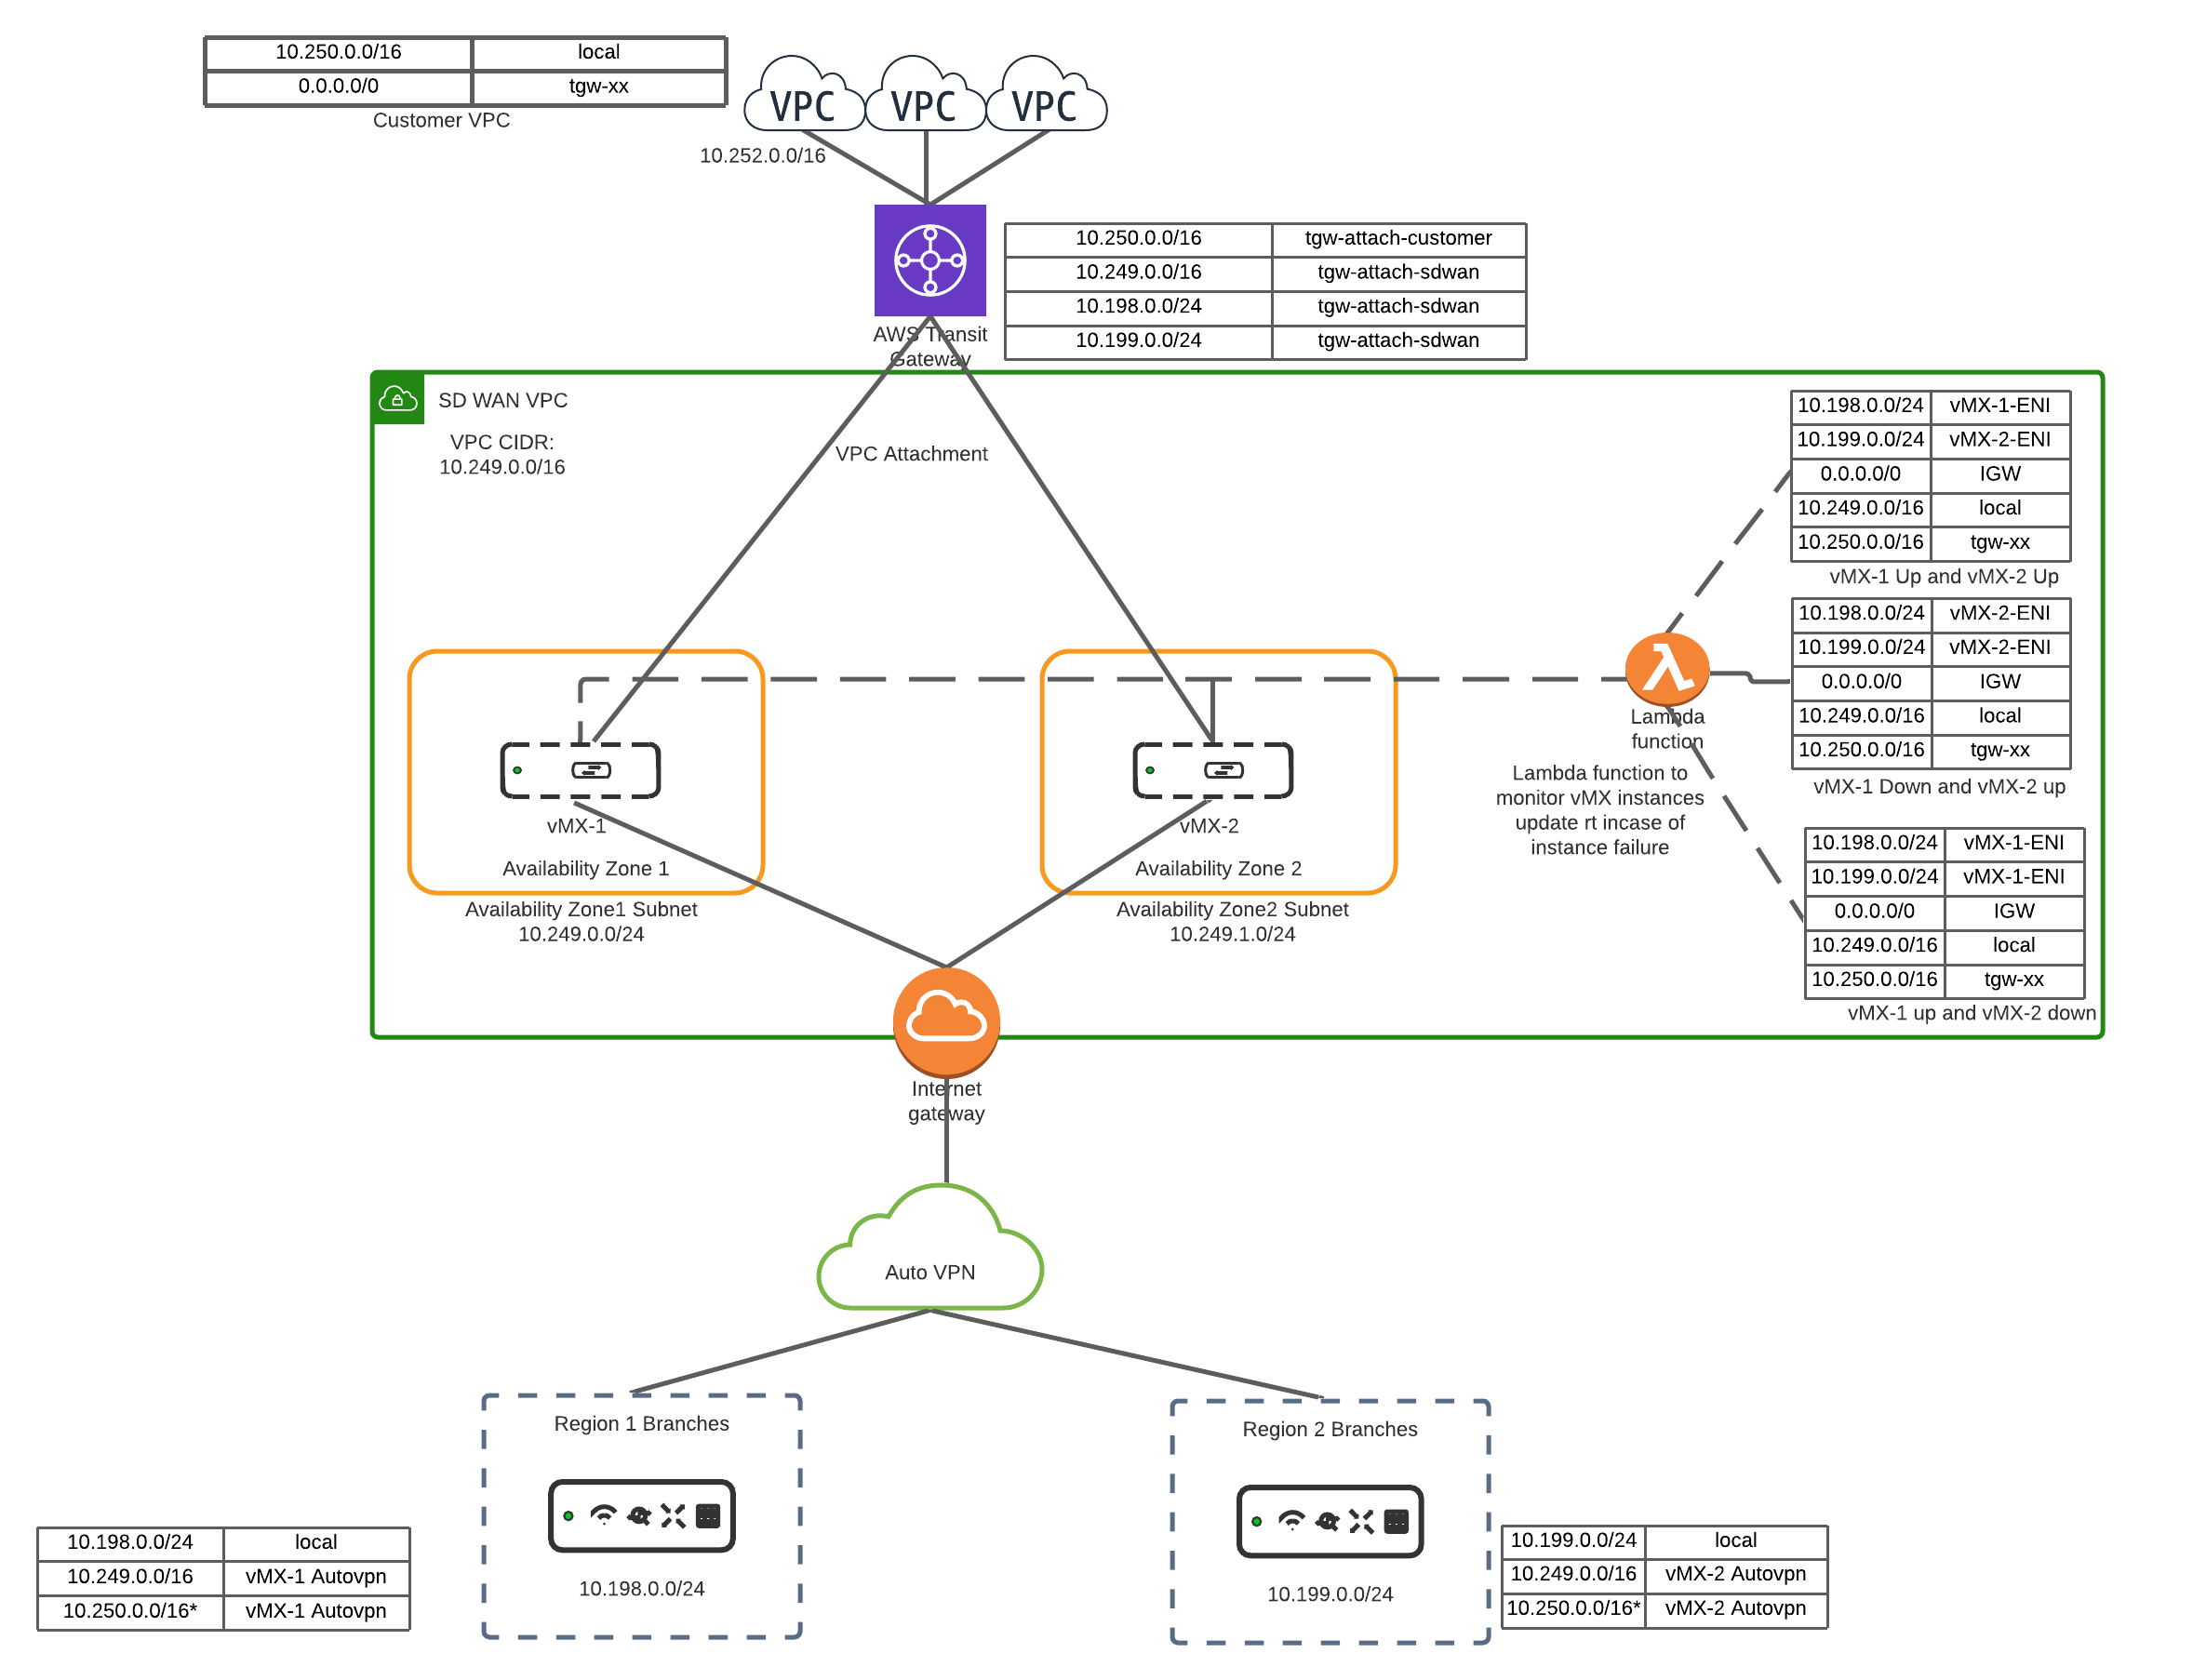 10.250.0.0/16 local
0.0.0.0/0 tgw-xx
Customer VPC
VPC VPC VPC
10.252.0.0/16
10.250.0.0/16 tgw-attach-customer
10.249.0.0/16 tgw-attach-sdwan
10.198.0.0/24 tgw-attach-sdwan
10.199.0.0/24 tgw-attach-sdwan
AWS Transit
Gateway
SD WAN VPC
VPC CIDR:
10.249.0.0/16
VPC Attachment
10.198.0.0/24 vMX-1-ENI
10.199.0.0/24 vMX-2-ENI
0.0.0.0/0 IGW
10.249.0.0/16 local
10.250.0.0/16 tgw-xx
vMX-1 Up and vMX-2 Up
10.198.0.0/24 vMX-2-ENI
10.199.0.0/24 vMX-2-ENI
0.0.0.0/0 IGW
10.249.0.0/16 local
10.250.0.0/16 tgw-xx
vMX-1 Down and vMX-2 up
Lambda
function
Lambda function to
monitor vMX instances
update rt incase of
instance failure
10.198.0.0/24 vMX-1-ENI
10.199.0.0/24 vMX-1-ENI
0.0.0.0/0 IGW
10.249.0.0/16 local
10.250.0.0/16 tgw-xx
vMX-1 up and vMX-2 down
vMX-1
Availability Zone 1
Availability Zone1 Subnet
10.249.0.0/24
vMX-2
Availability Zone 2
Availability Zone2 Subnet
10.249.1.0/24
Internet
gateway
Auto VPN
Region 1 Branches
10.198.0.0/24
10.198.0.0/24 local
10.249.0.0/16 vMX-1 Autovpn
10.250.0.0/16* vMX-1 Autovpn
Region 2 Branches
10.199.0.0/24
10.199.0.0/24 local
10.249.0.0/16 vMX-2 Autovpn
10.250.0.0/16* vMX-2 Autovpn